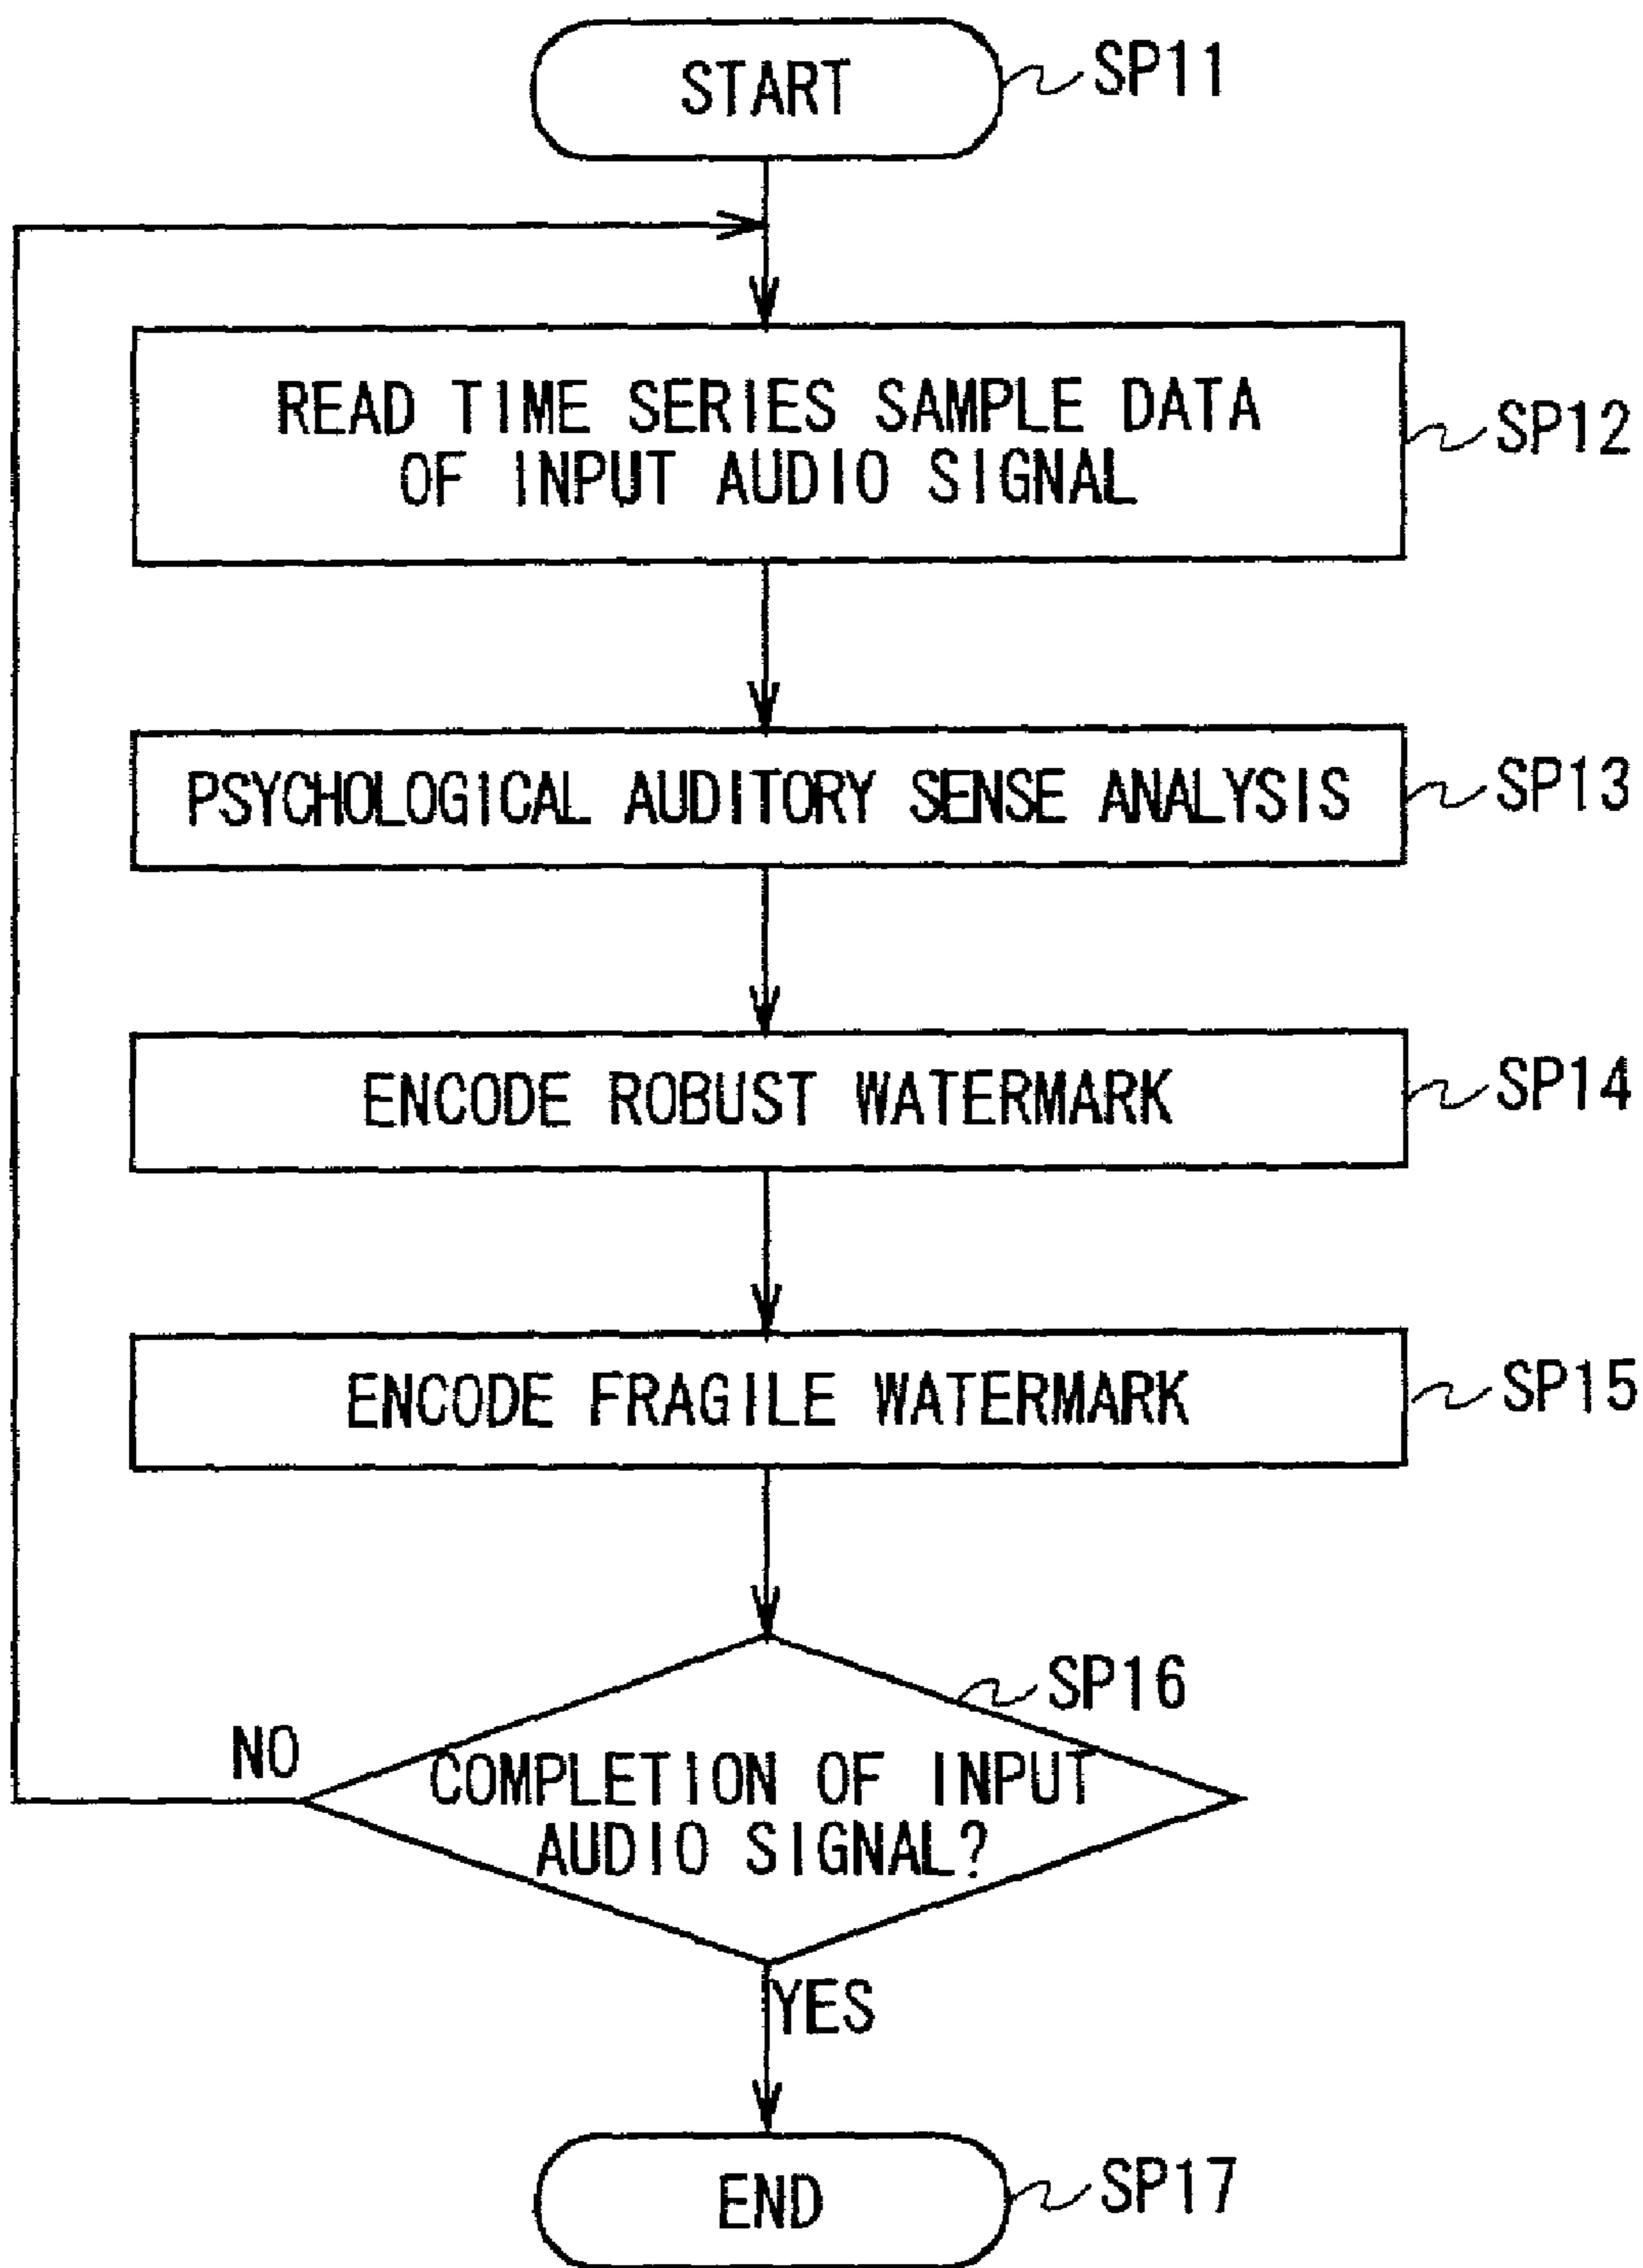 START
SP11
READ TIME SERIES SAMPLE DATA
OF INPUT AUDIO SIGNAL
SP12
PSYCHOLOGICAL AUDITORY SENSE ANALYSIS
SP13
ENCODE ROBUST WATERMARK
SP14
ENCODE FRAGILE WATERMARK
SP15
SP16
NO
COMPLETION OF INPUT
AUDIO SIGNAL?
YES
END
SP17